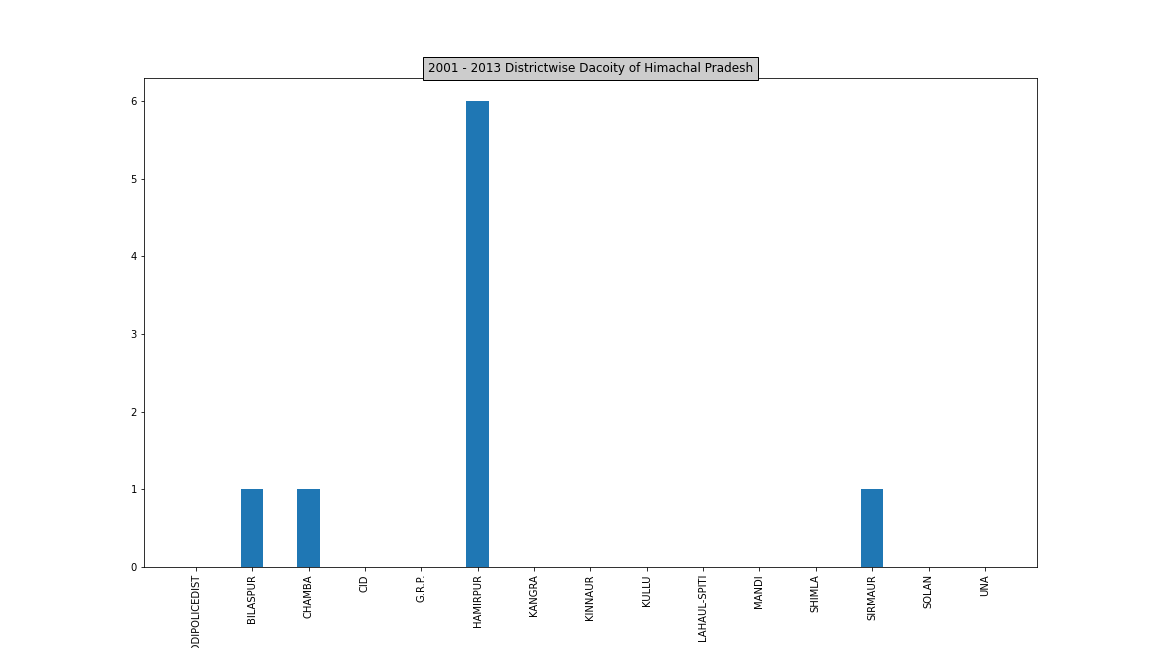 2001 - 2013 Districtwise Dacoity of Himachal Pradesh
6
5
4
3
2
1
0
BILASPUR
CHAMBA
CID
G.R.P.
HAMIRPUR
KANGRA
KINNAUR
KULLU
LAHAUL-SPITI
MANDI
SHIMLA
SIRMAUR
SOLAN
UNA